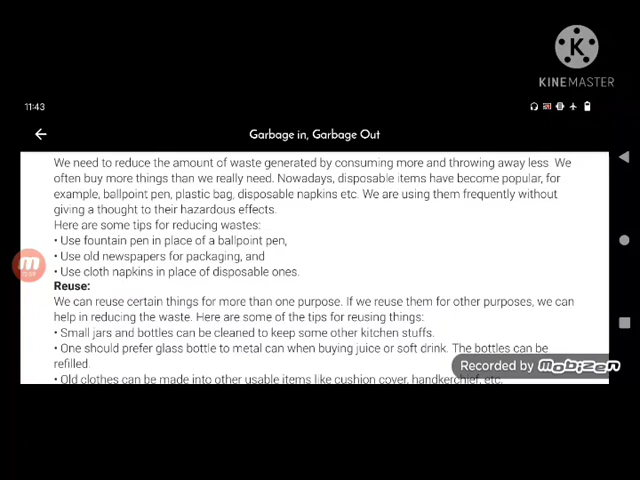 KINEMASTER
11:43
Garbage in, Garbage Out
We need to reduce the amount of waste generated by consuming more and throwing away less. We
often buy more things than we really need. Nowadays, disposable items have become popular, for
example, ballpoint pen, plastic bag, disposable napkins etc. We are using them frequently without
giving a thought to their hazardous effects.
Here are some tips for reducing wastes:
• Use fountain pen in place of a ballpoint pen,
• Use old newspapers for packaging, and
• Use cloth napkins in place of disposable ones.
Reuse:
We can reuse certain things for more than one purpose. If we reuse them for other purposes, we can
help in reducing the waste. Here are some of the tips for reusing things:
• Small jars and bottles can be cleaned to keep some other kitchen stuffs.
• One should prefer glass bottle to metal can when buying juice or soft drink. The bottles can be
refilled.
Recorded by mobizen
• Old clothes can be made into other usable items like cushion cover, handkerchief, etc.